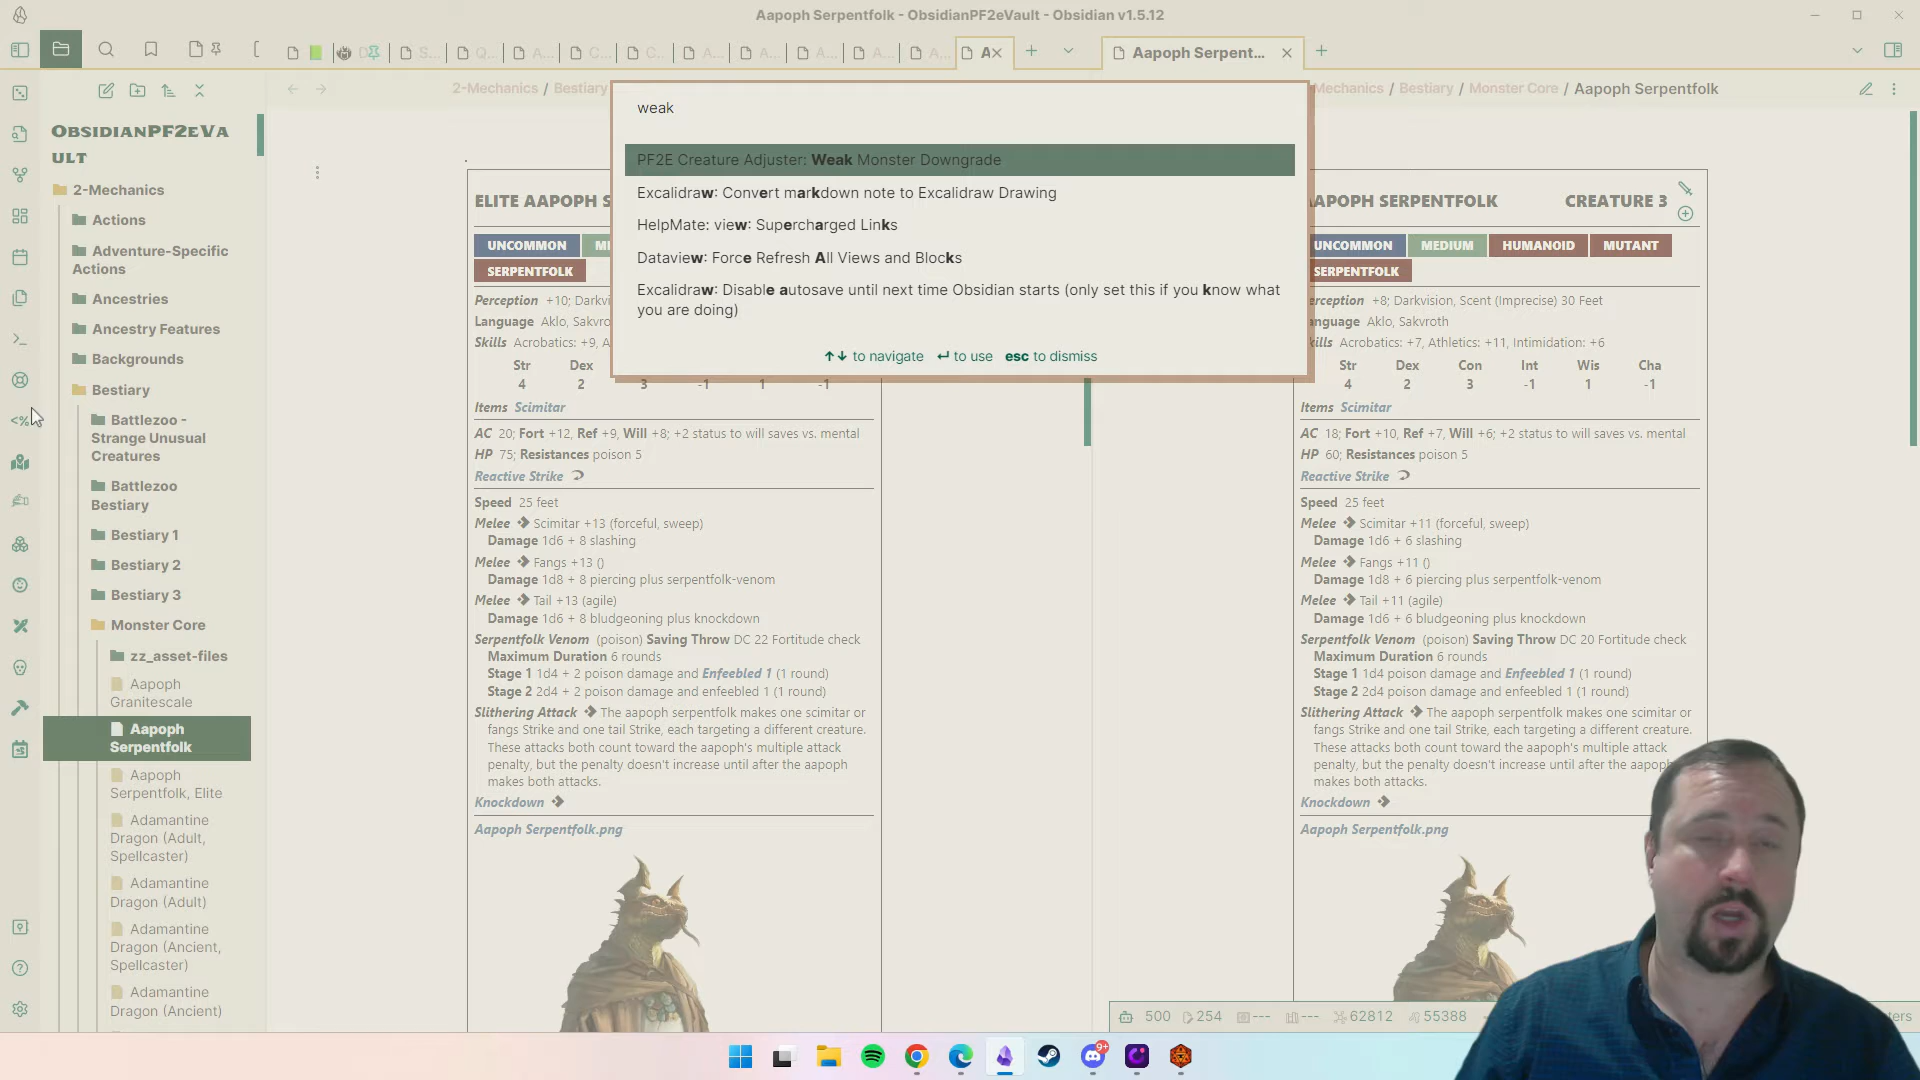 Aapoph Serpentfolk - ObsidianPF2eVault - Obsidian v1.5.12
Aapoph Serpent...
2-Mechanics / Bestiary
Mechanics / Bestiary / Monster Core / Aapoph Serpentfolk
weak
PF2E Creature Adjuster: Weak Monster Downgrade
Excalidraw: Convert markdown note to Excalidraw Drawing
HelpMate: view: Supercharged Links
Dataview: Force Refresh All Views and Blocks
Excalidraw: Disable autosave until next time Obsidian starts (only set this if you know what
you are doing)
to navigate to use esc to dismiss
ObsidianPF2eVa
ult
2-Mechanics
Actions
Adventure-Specific
Actions
Ancestries
Ancestry Features
Backgrounds
Bestiary
Battlezoo -
Strange Unusual
Creatures
Battlezoo
Bestiary
Bestiary 1
Bestiary 2
Bestiary 3
Monster Core
zz_asset-files
Aapoph
Granitescale
Aapoph
Serpentfolk
Aapoph
Serpentfolk, Elite
Adamantine
Dragon (Adult,
Spellcaster)
Adamantine
Dragon (Adult)
Adamantine
Dragon (Ancient,
Spellcaster)
Adamantine
Dragon (Ancient)
ELITE AAPOPH S
UNCOMMON
SERPENTFOLK
Perception +10; Darkvi
Language Aklo, Sakvro
Skills Acrobatics: +9, A
Str Dex
4 2 3 -1 1 -1
Items Scimitar
AC 20; Fort +12, Ref +9, Will +8; +2 status to will saves vs. mental
HP 75; Resistances poison 5
Reactive Strike
Speed 25 feet
Melee Scimitar +13 (forceful, sweep)
Damage 1d6 + 8 slashing
Melee Fangs +13 ()
Damage 1d8 + 8 piercing plus serpentfolk-venom
Melee Tail +13 (agile)
Damage 1d6 + 8 bludgeoning plus knockdown
Serpentfolk Venom (poison) Saving Throw DC 22 Fortitude check
Maximum Duration 6 rounds
Stage 1 1d4 + 2 poison damage and Enfeebled 1 (1 round)
Stage 2 2d4 + 2 poison damage and enfeebled 1 (1 round)
Slithering Attack The aapoph serpentfolk makes one scimitar or
fangs Strike and one tail Strike, each targeting a different creature.
These attacks both count toward the aapoph's multiple attack
penalty, but the penalty doesn't increase until after the aapoph
makes both attacks.
Knockdown
Aapoph Serpentfolk.png
AAPOPH SERPENTFOLK CREATURE 3
UNCOMMON MEDIUM HUMANOID MUTANT
SERPENTFOLK
erception +8; Darkvision, Scent (Imprecise) 30 Feet
anguage Aklo, Sakvroth
kills Acrobatics: +7, Athletics: +11, Intimidation: +6
Str Dex Con Int Wis Cha
4 2 3 -1 1 -1
Items Scimitar
AC 18; Fort +10, Ref +7, Will +6; +2 status to will saves vs. mental
HP 60; Resistances poison 5
Reactive Strike
Speed 25 feet
Melee Scimitar +11 (forceful, sweep)
Damage 1d6 + 6 slashing
Melee Fangs +11 ()
Damage 1d8 + 6 piercing plus serpentfolk-venom
Melee Tail +11 (agile)
Damage 1d6 + 6 bludgeoning plus knockdown
Serpentfolk Venom (poison) Saving Throw DC 20 Fortitude check
Maximum Duration 6 rounds
Stage 1 1d4 poison damage and Enfeebled 1 (1 round)
Stage 2 2d4 poison damage and enfeebled 1 (1 round)
Slithering Attack The aapoph serpentfolk makes one scimitar or
fangs Strike and one tail Strike, each targeting a different creature.
These attacks both count toward the aapoph's multiple attack
penalty, but the penalty doesn't increase until after the aapoph
makes both attacks.
Knockdown
Aapoph Serpentfolk.png
500 254 --- --- 62812 55388
9+